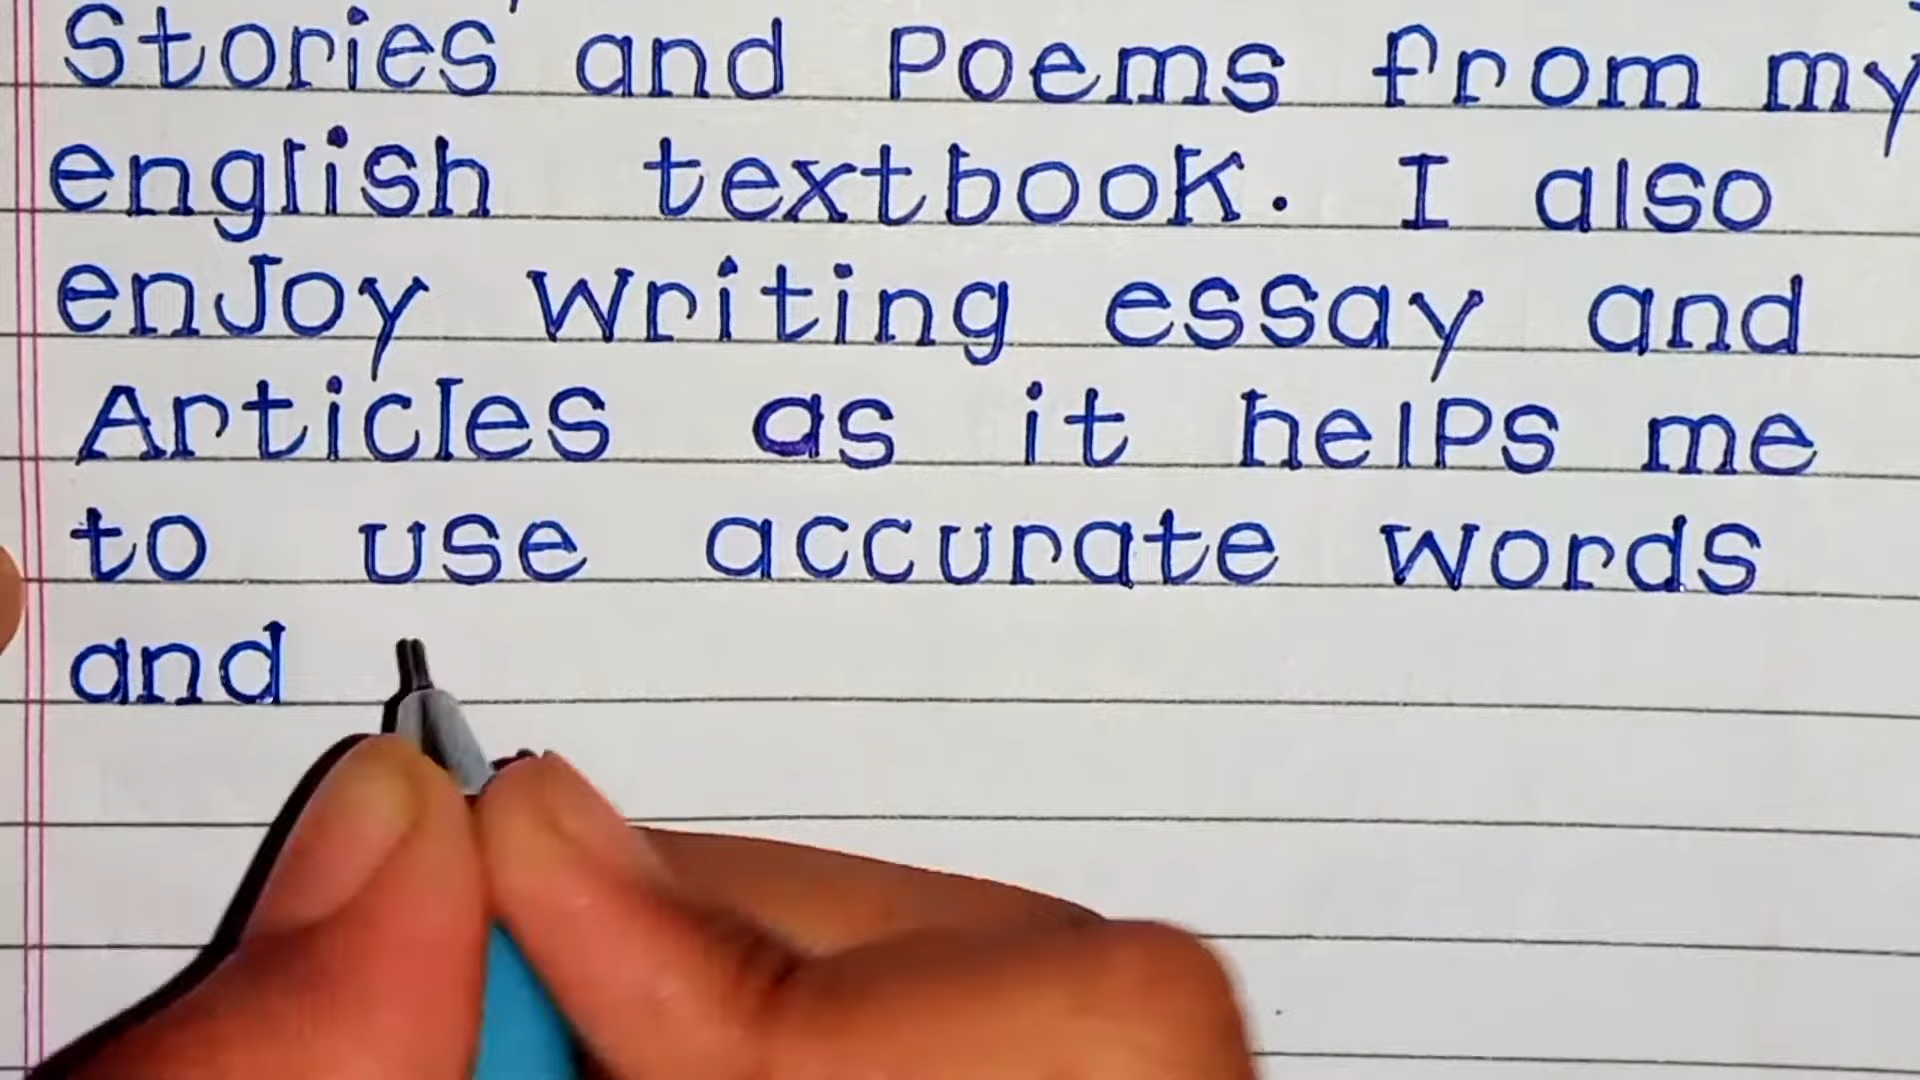 Stories and Poems from my
english textbook. I also
enJoy writing essay and
Articles as it helPs me
to use accurate words
and